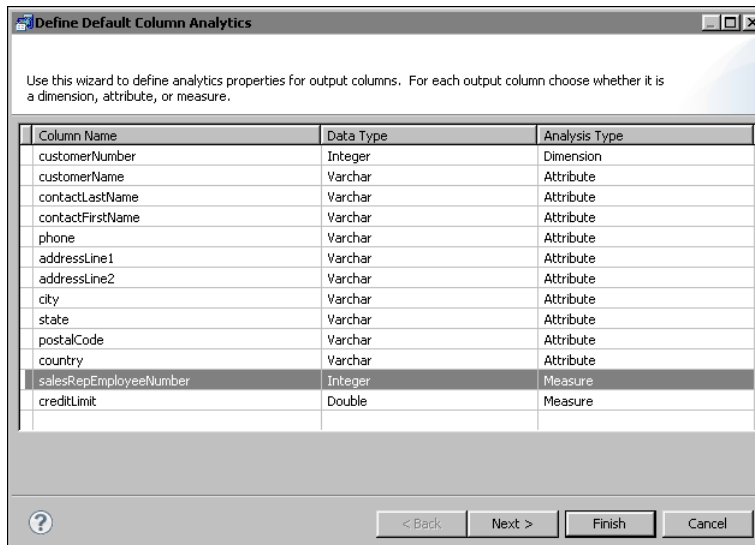 Define Default Column Analytics
Use this wizard to define analytics properties for output columns. For each output column choose whether it is
a dimension, attribute, or measure.
Column Name Data Type Analysis Type
customerNumber Integer Dimension
customerName Varchar Attribute
contactLastName Varchar Attribute
contactFirstName Varchar Attribute
phone Varchar Attribute
addressLine1 Varchar Attribute
addressLine2 Varchar Attribute
city Varchar Attribute
state Varchar Attribute
postalCode Varchar Attribute
country Varchar Attribute
salesRepEmployeeNumber Integer Measure
creditLimit Double Measure
? < Back Next > Finish Cancel